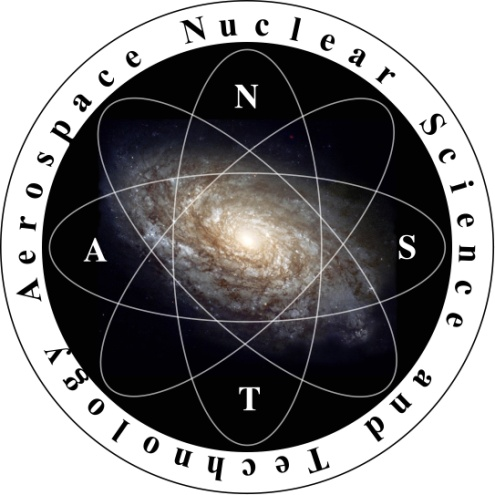 Aerospace Nuclear Science and Technology
N
A S
T